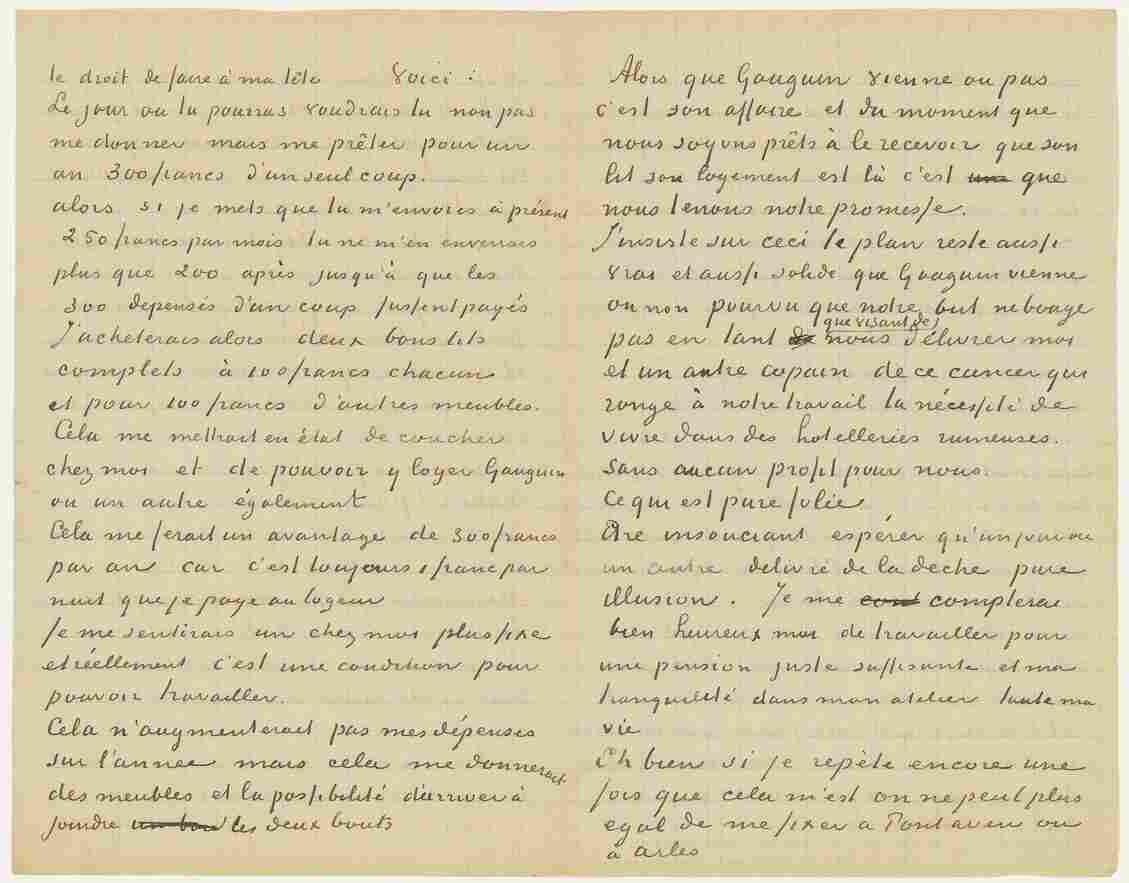 le droit de faire à ma tête Voici :
Le jour ou tu pourras voudrais tu non pas
me donner mais me prêter pour un
an 300 francs d'un seul coup.
alors si je mets que tu m'envoies à présent
250 francs par mois tu ne m'en enverrais
plus que 200 après jusqu'à que les
300 depensés d'un coup fussent payés
J'acheterais alors deux bons lits
complets à 100 francs chacun
et pour 100 francs d'autres meubles.
Cela me mettrait en état de coucher
chez moi et de pouvoir y loger Gauguin
ou un autre également
Cela me ferait un avantage de 300 francs
par an car c'est toujours 1 franc par
nuit que je paye au logeur
Je me sentirais un chez moi plus fixe
et réellement c'est une condition pour
pouvoir travailler.
Cela n'augmenterait pas mes dépenses
sur l'annee mais cela me donnerait
des meubles et la possibilité d'arriver à
joindre un bou les deux bouts
Alors que Gauguin vienne ou pas
c'est son affaire et du moment que
nous soyons prêts à le recevoir que son
lit son logement est là c'est une que
nous tenons notre promesse.
J'insiste sur ceci le plan reste aussi
vrai et aussi solide que Gauguin vienne
ou non pourvu que notre but ne bouge
que visant de
pas en tant de nous délivrer moi
et un autre copain de ce cancer qui
ronge à notre travail la nécessité de
vivre dans des hotelleries ruineuses.
Sans aucun profit pour nous.
Ce qui est pure folie
Etre insouciant espérer qu'un jour ou
un autre delivré de la dèche pure
illusion. Je me cont compterai
bien heureux moi de travailler pour
une pension juste suffisante et ma
tranquilité dans mon atelier toute ma
vie
Eh bien si je repète encore une
fois que cela m'est on ne peut plus
egal de me fixer a Pontaven ou
à Arles